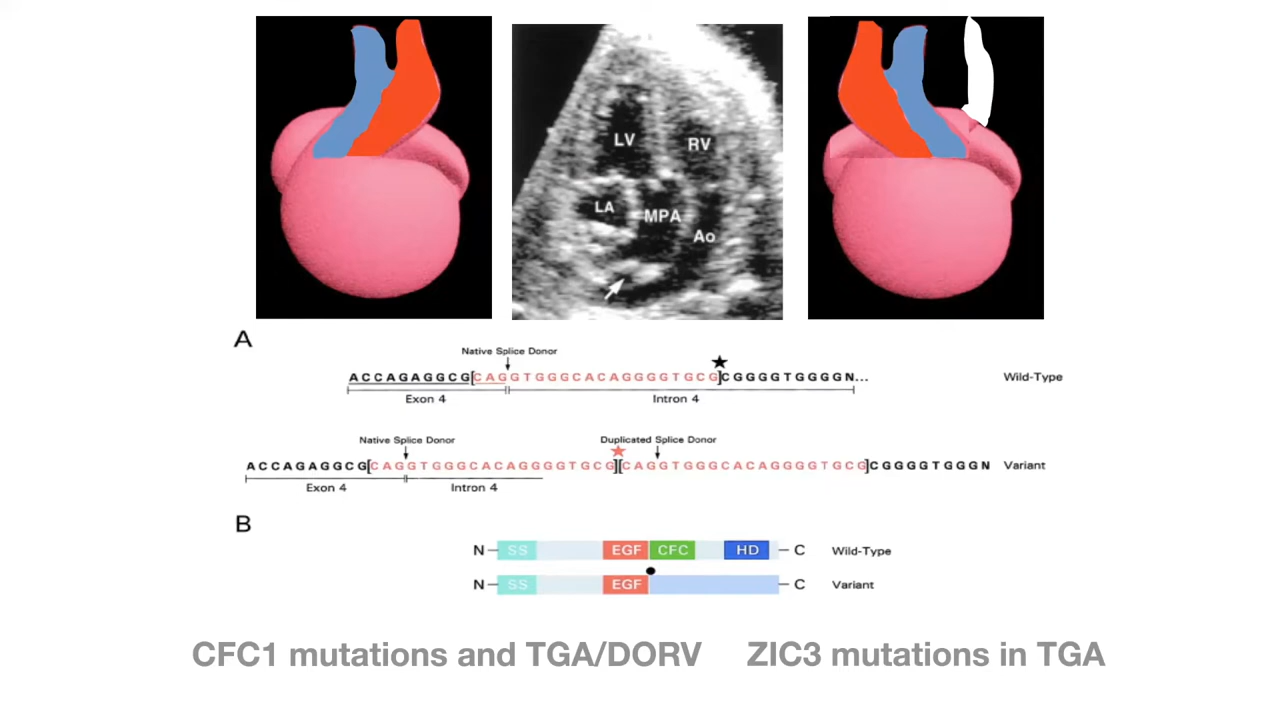 LV
RV
LA
MPA
Ao
A
Native Splice Donor
ACCAGAGGCG[CAGGTGGGCACAGGGGTGCG]CGGGGTGGGGN...
Wild-Type
Exon 4
Intron 4
Native Splice Donor
Duplicated Splice Donor
ACCAGAGGCG[CAGGTGGGCACAGGGGTGCG][CAGGTGGGCACAGGGGTGCG]CGGGGTGGGN
Variant
Exon 4
Intron 4
B
N SS EGF CFC HD C Wild-Type
N SS EGF C Variant
CFC1 mutations and TGA/DORV
ZIC3 mutations in TGA